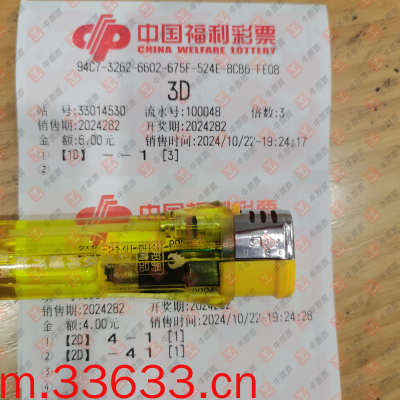 中国福利彩票
CHINA WELFARE LOTTERY
94C7-3262-6602-675F-524E-8CB6-FE08
3D
站 号:33014530 流水号:100048 倍数:3
销售期:2024282 开奖期:2024282
金 额:6.00元 销售时间:2024/10/22-19:24:17
① 【1D】 - - 1 [3]
②
销售期:2024282
金 额:4.00元 销售时间:2024/10/22-19:24:28
① 【2D】 4 - 1 [1]
② 【2D】 - 4 1 [1]
m.33633.cn